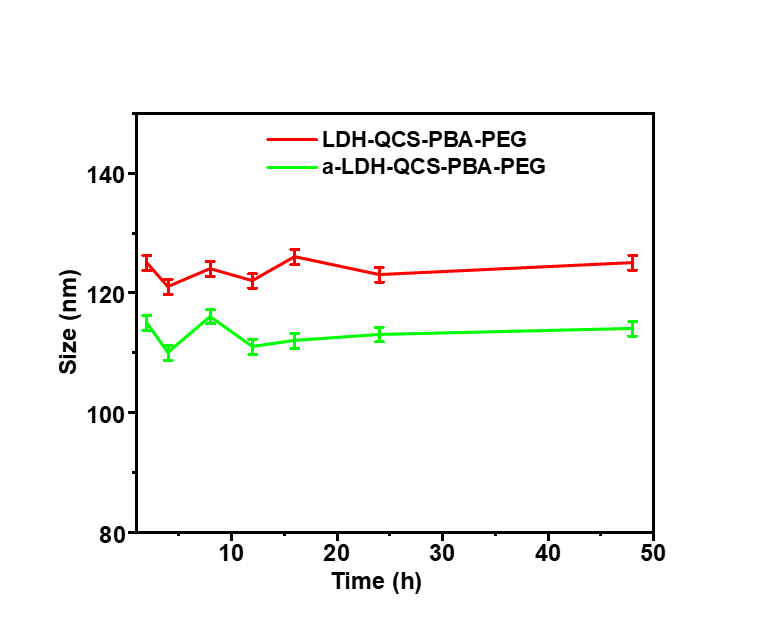 LDH-QCS-PBA-PEG
a-LDH-QCS-PBA-PEG
140
120
100
80
Size (nm)
10 20 30 40 50
Time (h)